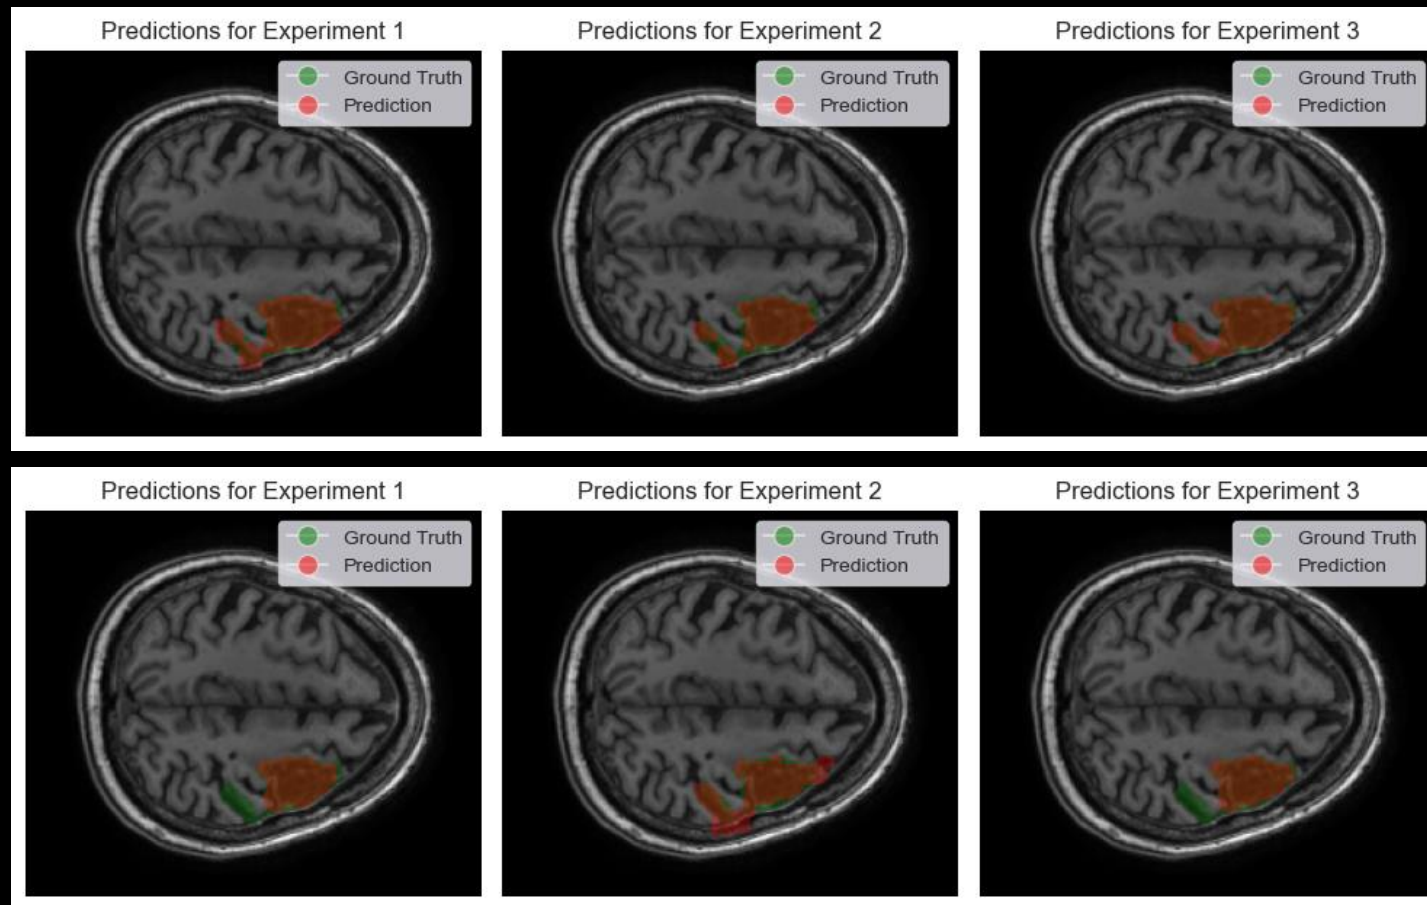 Predictions for Experiment 1
Ground Truth
Prediction
Predictions for Experiment 2
Ground Truth
Prediction
Predictions for Experiment 3
Ground Truth
Prediction
Predictions for Experiment 1
Ground Truth
Prediction
Predictions for Experiment 2
Ground Truth
Prediction
Predictions for Experiment 3
Ground Truth
Prediction